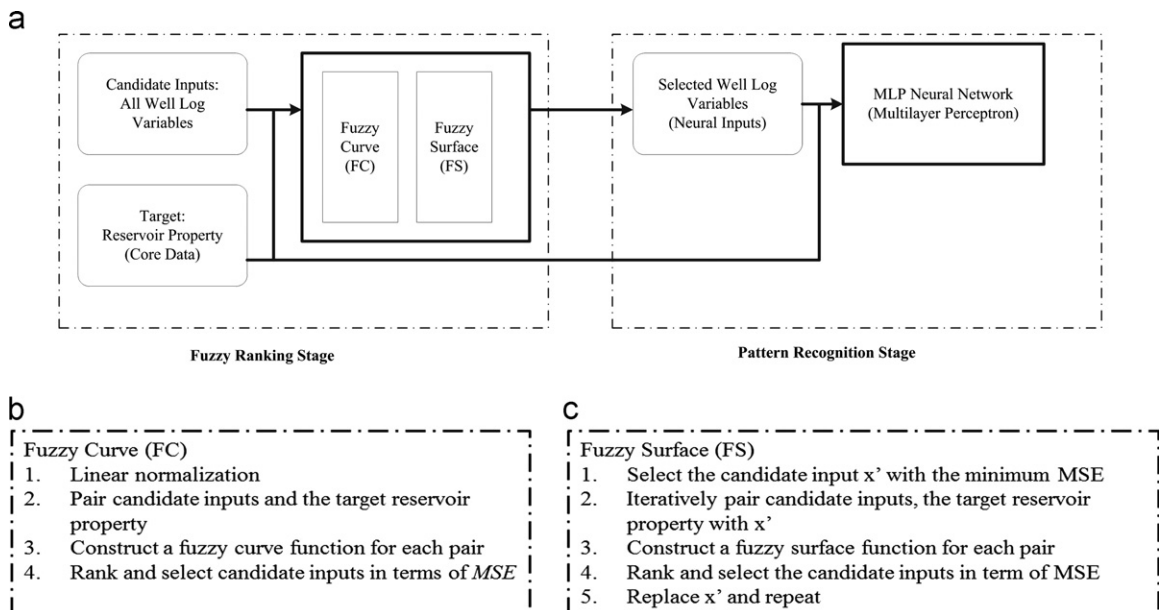 a
Candidate Inputs:
All Well Log
Variables
Target:
Reservoir Property
(Core Data)
Fuzzy
Curve
(FC)
Fuzzy
Surface
(FS)
Fuzzy Ranking Stage
Selected Well Log
Variables
(Neural Inputs)
MLP Neural Network
(Multilayer Perceptron)
Pattern Recognition Stage
b
Fuzzy Curve (FC)
1. Linear normalization
2. Pair candidate inputs and the target reservoir
property
3. Construct a fuzzy curve function for each pair
4. Rank and select candidate inputs in terms of MSE
c
Fuzzy Surface (FS)
1. Select the candidate input x’ with the minimum MSE
2. Iteratively pair candidate inputs, the target reservoir
property with x’
3. Construct a fuzzy surface function for each pair
4. Rank and select the candidate inputs in term of MSE
5. Replace x’ and repeat